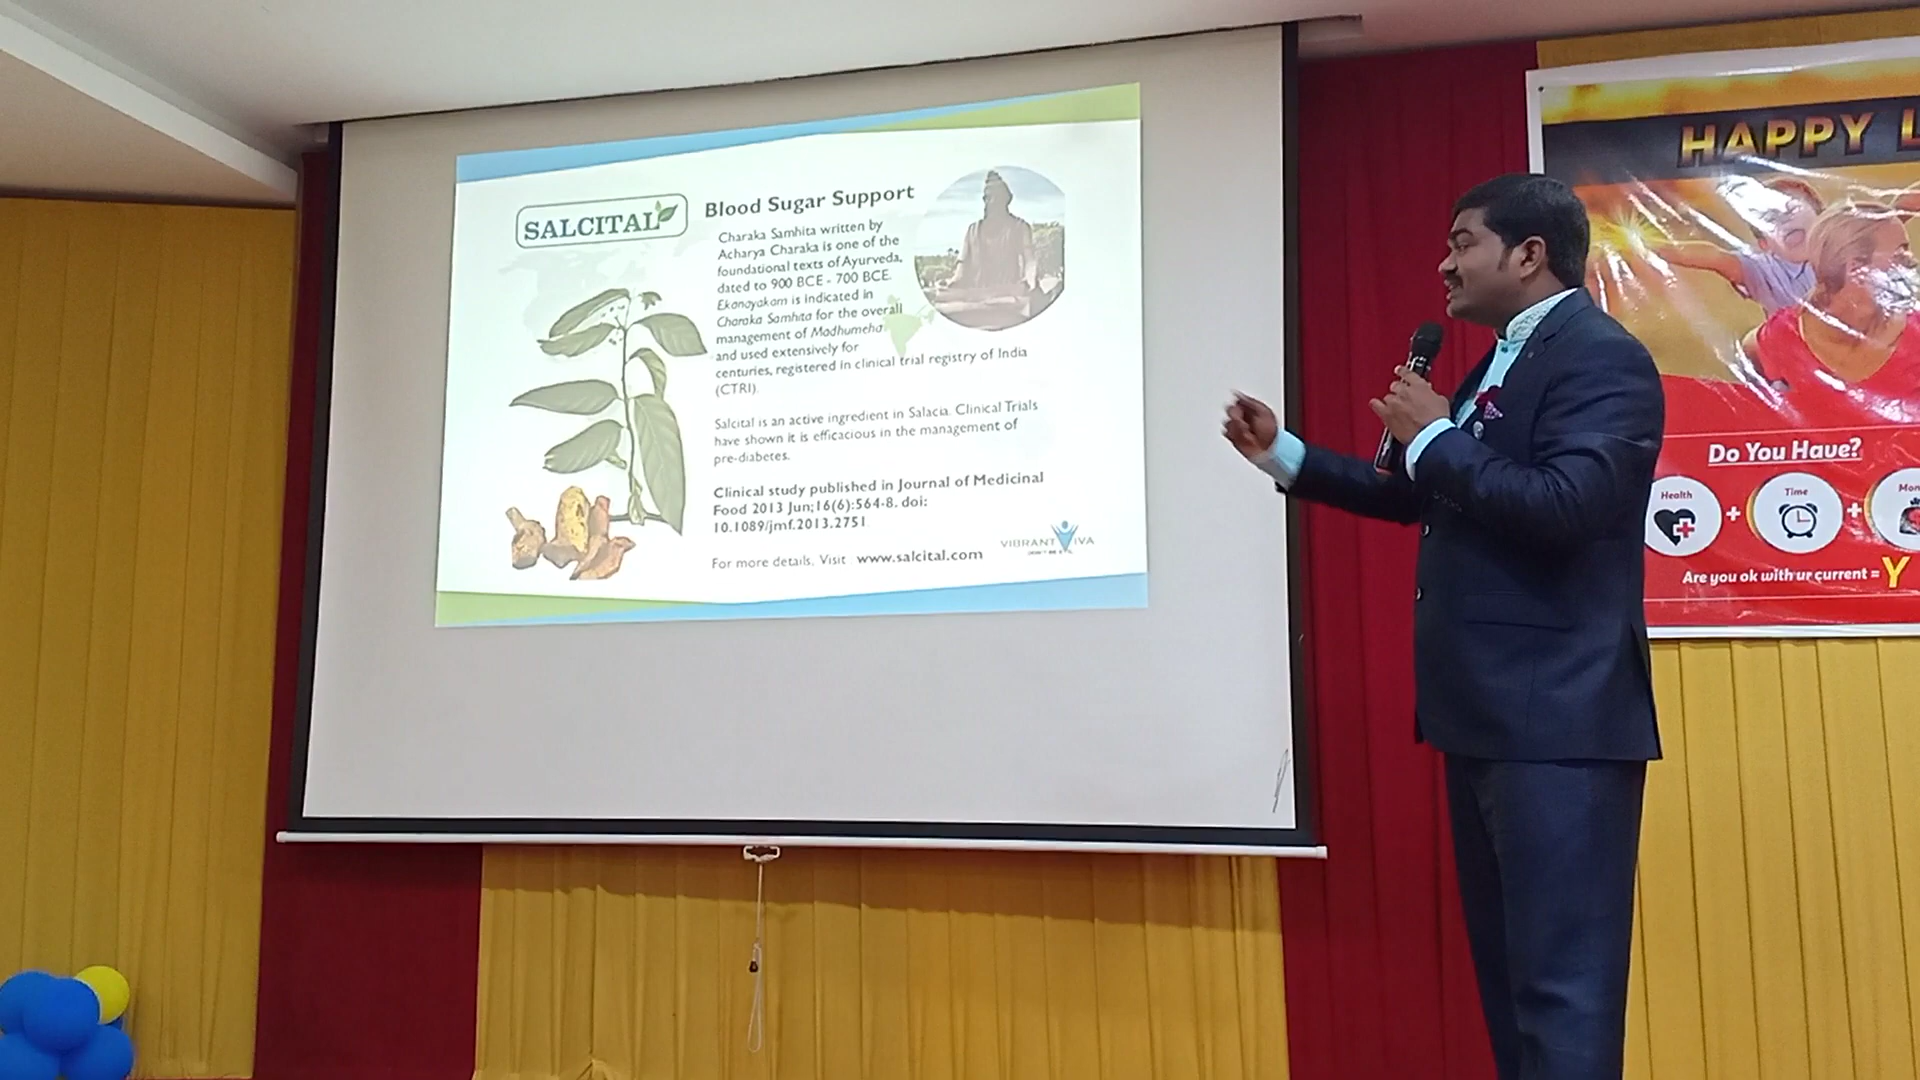 SALCITAL
Blood Sugar Support
Charaka Samhita written by
Acharya Charaka is one of the
foundational texts of Ayurveda,
dated to 900 BCE - 700 BCE.
Ekanayakam is indicated in
Charaka Samhita for the overall
management of Madhumeha
and used extensively for
centuries, registered in clinical trial registry of India
(CTRI).
Salcital is an active ingredient in Salacia. Clinical Trials
have shown it is efficacious in the management of
pre-diabetes.
Clinical study published in Journal of Medicinal
Food 2013 Jun;16(6):564-8. doi:
10.1089/jmf.2013.2751
For more details, Visit www.salcital.com
VIBRANT VIVA
HAPPY L
Do You Have?
Health + Time + Mon
Are you ok with ur current = Y